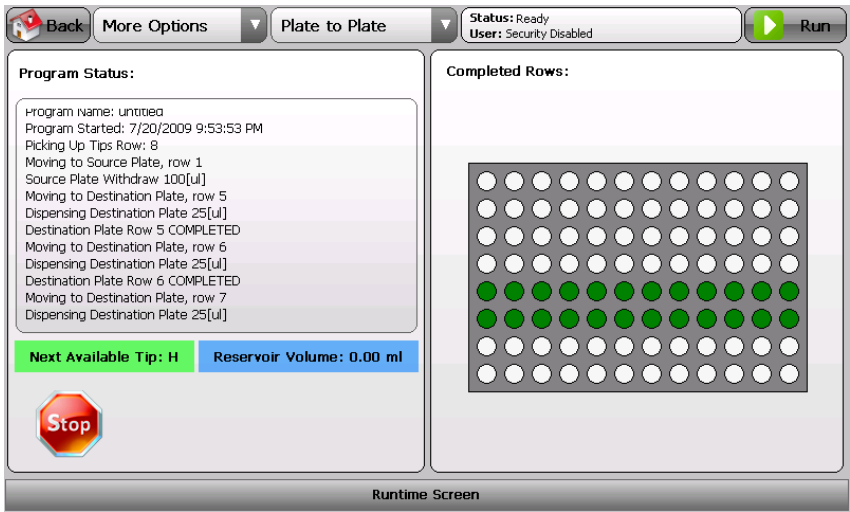 Back
More Options
Plate to Plate
Status: Ready
User: Security Disabled
Run
Program Status:
Program Name: untitled
Program Started: 7/20/2009 9:53:53 PM
Picking Up Tips Row: 8
Moving to Source Plate, row 1
Source Plate Withdraw 100[ul]
Moving to Destination Plate, row 5
Dispensing Destination Plate 25[ul]
Destination Plate Row 5 COMPLETED
Moving to Destination Plate, row 6
Dispensing Destination Plate 25[ul]
Destination Plate Row 6 COMPLETED
Moving to Destination Plate, row 7
Dispensing Destination Plate 25[ul]
Next Available Tip: H
Reservoir Volume: 0.00 ml
Stop
Completed Rows:
Runtime Screen